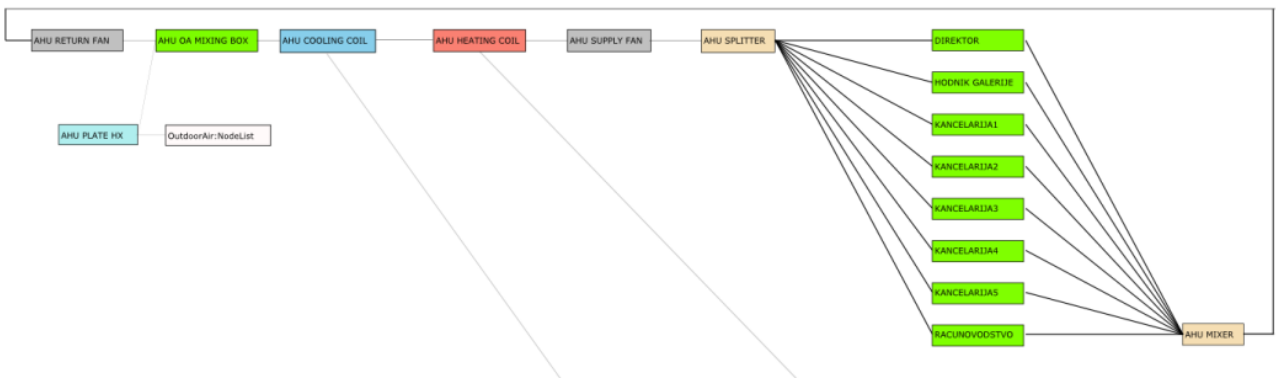 AHU RETURN FAN
AHU OA MIXING BOX
AHU COOLING COIL
AHU HEATING COIL
AHU SUPPLY FAN
AHU SPLITTER
DIREKTOR
HODNIK GALERIJE
KANCELARIJA1
AHU PLATE HX
OutdoorAir:NodeList
KANCELARIJA2
KANCELARIJA3
KANCELARIJA4
KANCELARIJA5
RACUNOVODSTVO
AHU MIXER